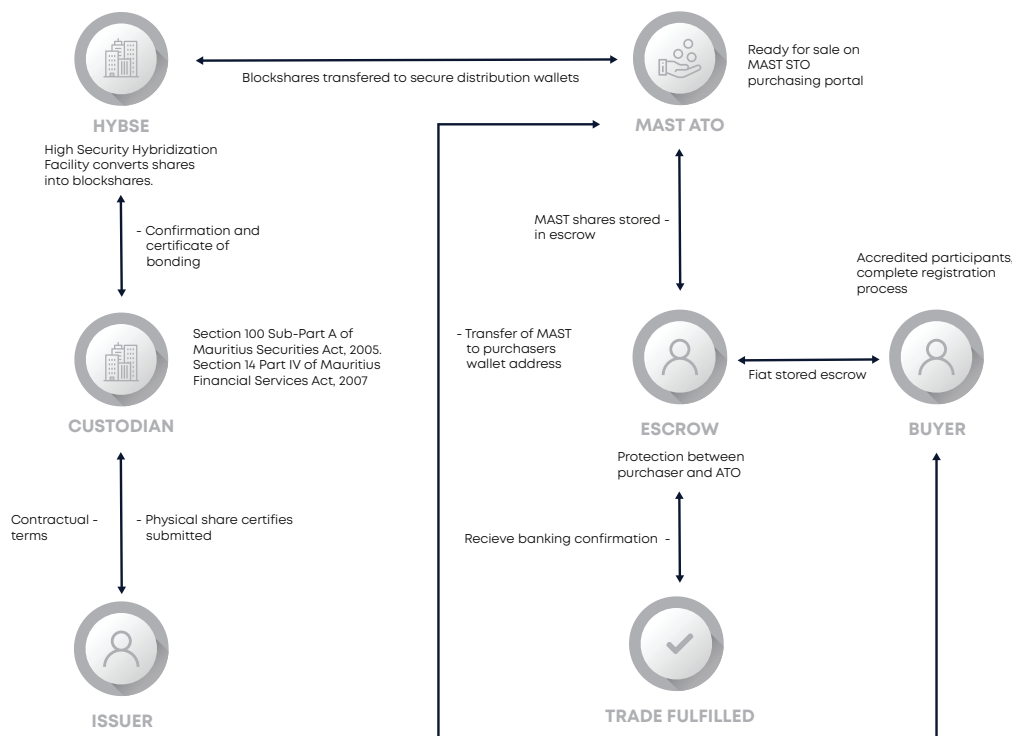 Blockshares transfered to secure distribution wallets
Ready for sale on
MAST STO
purchasing portal
HYBSE
MAST ATO
High Security Hybridization
Facility converts shares
into blockshares.
- Confirmation and
certificate of
bonding
MAST shares stored -
in escrow
Accredited participants,
complete registration
process
Section 100 Sub-Part A of
Mauritius Securities Act, 2005.
Section 14 Part IV of Mauritius
Financial Services Act, 2007
- Transfer of MAST
to purchasers
wallet address
Fiat stored escrow
CUSTODIAN
ESCROW
BUYER
Protection between
purchaser and ATO
Contractual -
terms
- Physical share certifies
submitted
Recieve banking confirmation -
ISSUER
TRADE FULFILLED